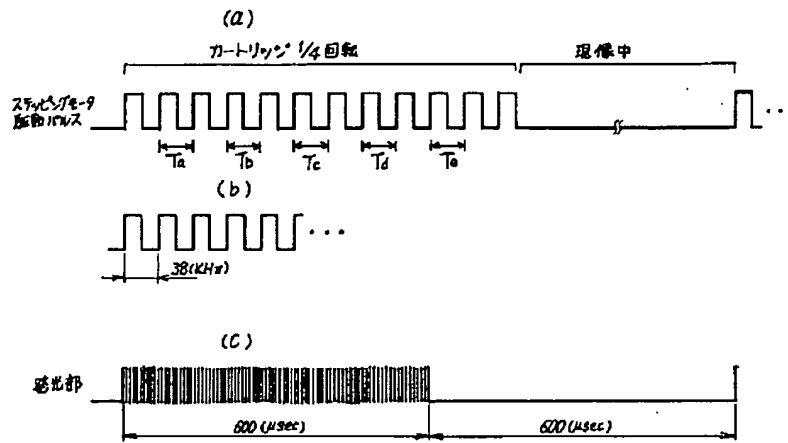 (a)
カートリッジ 1/4 回転
現像中
ステッピングモータ
駆動パルス
Ta
Tb
Tc
Td
Te
(b)
38(KHz)
(C)
発光部
600(μsec)
600(μsec)